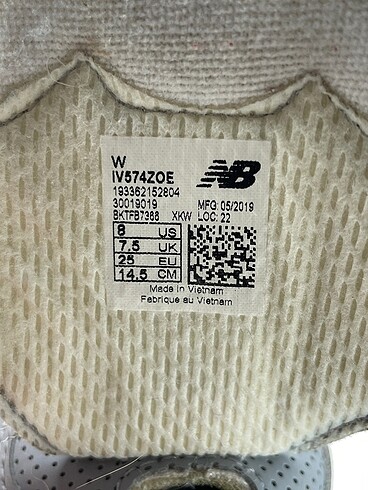 W
IV574ZOE
NB
193362152804
30019019 MFG 05/2019
BKTFB7388 XKW LOC: 22
8 US
7.5 UK
25 EU
14.5 CM
Made in Vietnam
Fabrique au Vietnam